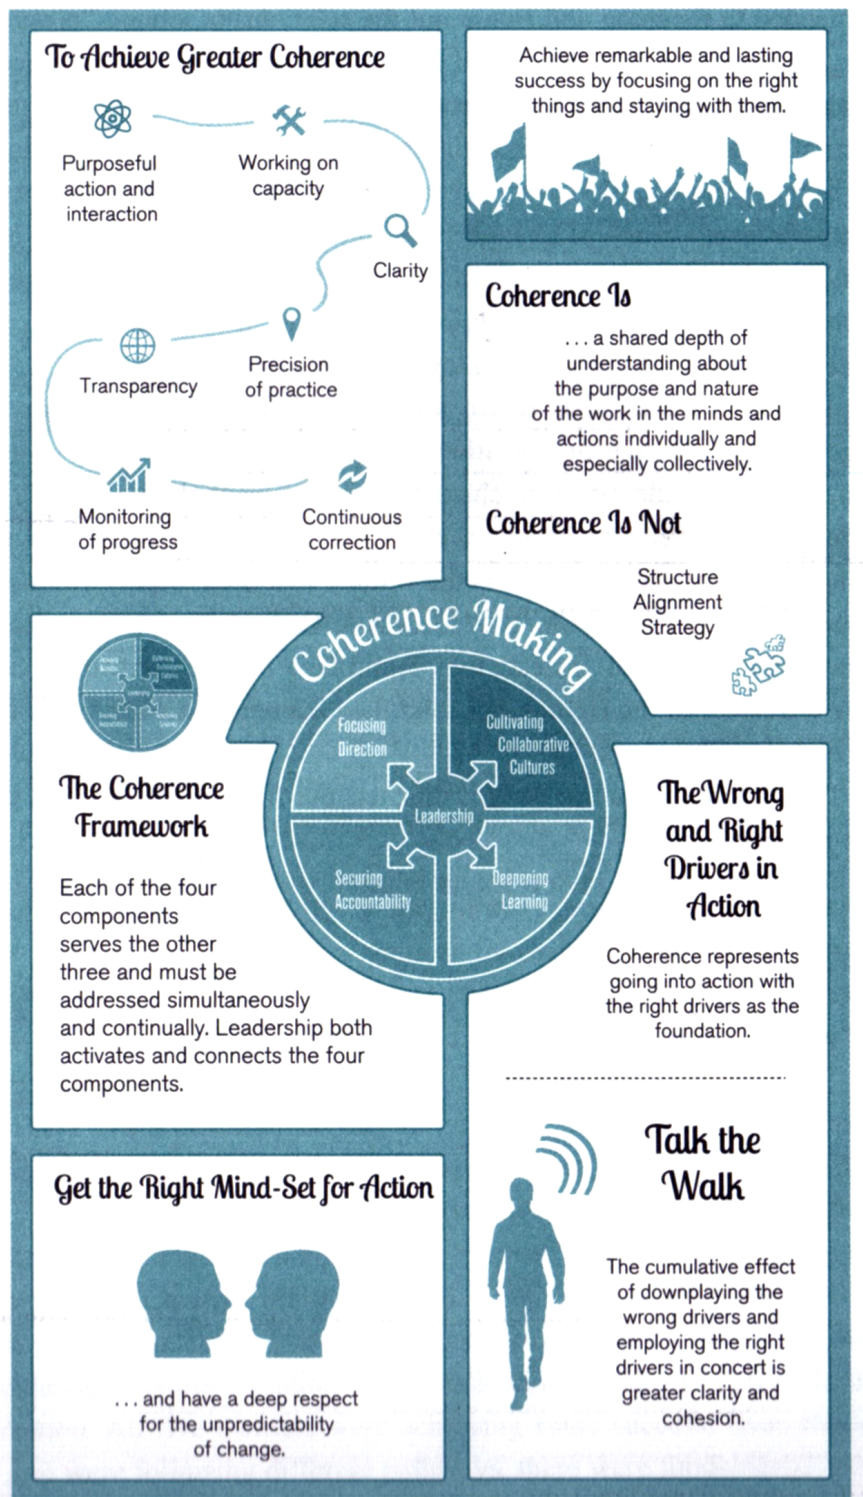 To Achieve Greater Coherence
Purposeful
action and
interaction
Working on
capacity
Clarity
Precision
of practice
Transparency
Monitoring
of progress
Continuous
correction
Achieve remarkable and lasting
success by focusing on the right
things and staying with them.
Coherence Is
. . . a shared depth of
understanding about
the purpose and nature
of the work in the minds and
actions individually and
especially collectively.
Coherence Is Not
Structure
Alignment
Strategy
Coherence Making
Focusing
Direction
Cultivating
Collaborative
Cultures
Leadership
Securing
Accountability
Deepening
Learning
The Coherence
Framework
Each of the four
components
serves the other
three and must be
addressed simultaneously
and continually. Leadership both
activates and connects the four
components.
The Wrong
and Right
Drivers in
Action
Coherence represents
going into action with
the right drivers as the
foundation.
Get the Right Mind-Set for Action
. . . and have a deep respect
for the unpredictability
of change.
Talk the
Walk
The cumulative effect
of downplaying the
wrong drivers and
employing the right
drivers in concert is
greater clarity and
cohesion.